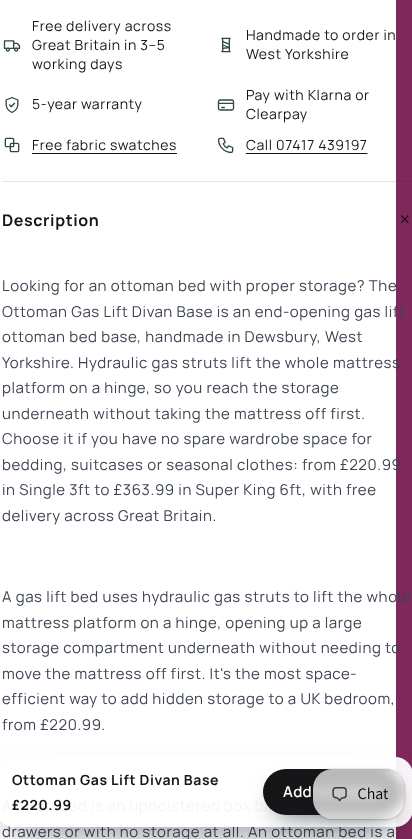 Free delivery across
Great Britain in 3–5
working days
Handmade to order in
West Yorkshire
5-year warranty
Pay with Klarna or
Clearpay
Free fabric swatches
Call 07417 439197
Description
Looking for an ottoman bed with proper storage? The
Ottoman Gas Lift Divan Base is an end-opening gas lift
ottoman bed base, handmade in Dewsbury, West
Yorkshire. Hydraulic gas struts lift the whole mattress
platform on a hinge, so you reach the storage
underneath without taking the mattress off first.
Choose it if you have no spare wardrobe space for
bedding, suitcases or seasonal clothes: from £220.99
in Single 3ft to £363.99 in Super King 6ft, with free
delivery across Great Britain.
A gas lift bed uses hydraulic gas struts to lift the whole
mattress platform on a hinge, opening up a large
storage compartment underneath without needing to
move the mattress off first. It's the most space-
efficient way to add hidden storage to a UK bedroom,
from £220.99.
Ottoman Gas Lift Divan Base
£220.99
Add
Chat
drawers or with no storage at all. An ottoman bed is a